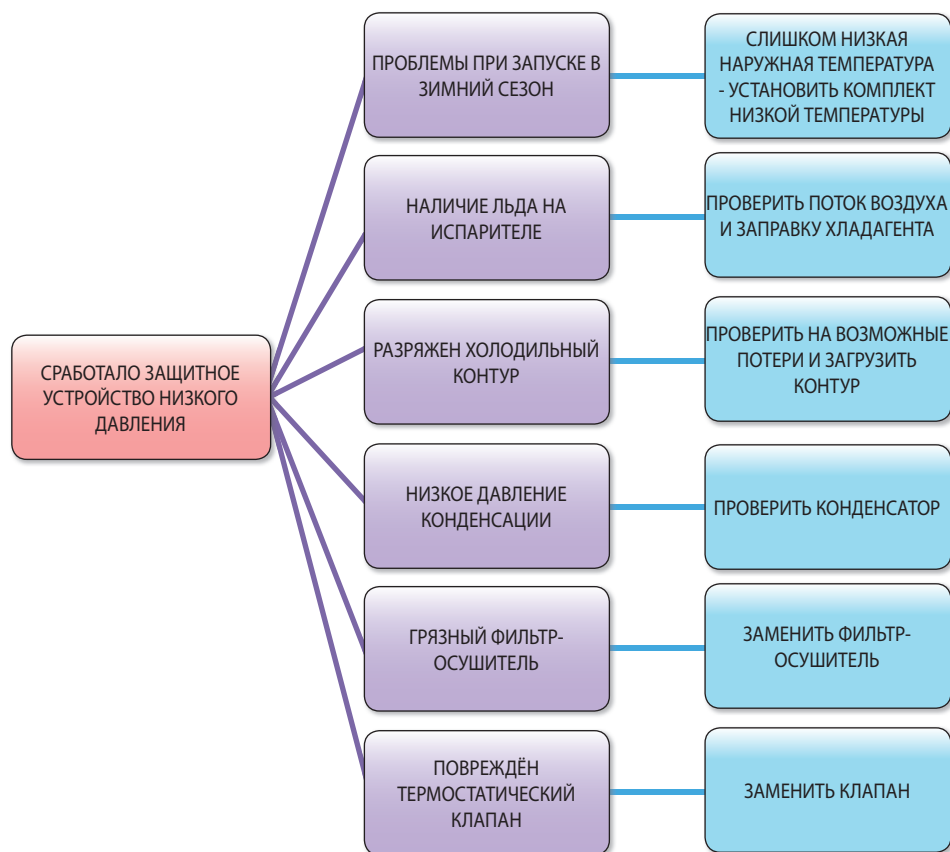 ПРОБЛЕМЫ ПРИ ЗАПУСКЕ В
ЗИМНИЙ СЕЗОН
СЛИШКОМ НИЗКАЯ
НАРУЖНАЯ ТЕМПЕРАТУРА
- УСТАНОВИТЬ КОМПЛЕКТ
НИЗКОЙ ТЕМПЕРАТУРЫ
НАЛИЧИЕ ЛЬДА НА
ИСПАРИТЕЛЕ
ПРОВЕРИТЬ ПОТОК ВОЗДУХА
И ЗАПРАВКУ ХЛАДАГЕНТА
СРАБОТАЛО ЗАЩИТНОЕ
УСТРОЙСТВО НИЗКОГО
ДАВЛЕНИЯ
РАЗРЯЖЕН ХОЛОДИЛЬНЫЙ
КОНТУР
ПРОВЕРИТЬ НА ВОЗМОЖНЫЕ
ПОТЕРИ И ЗАГРУЗИТЬ
КОНТУР
НИЗКОЕ ДАВЛЕНИЕ
КОНДЕНСАЦИИ
ПРОВЕРИТЬ КОНДЕНСАТОР
ГРЯЗНЫЙ ФИЛЬТР-
ОСУШИТЕЛЬ
ЗАМЕНИТЬ ФИЛЬТР-
ОСУШИТЕЛЬ
ПОВРЕЖДЁН
ТЕРМОСТАТИЧЕСКИЙ
КЛАПАН
ЗАМЕНИТЬ КЛАПАН